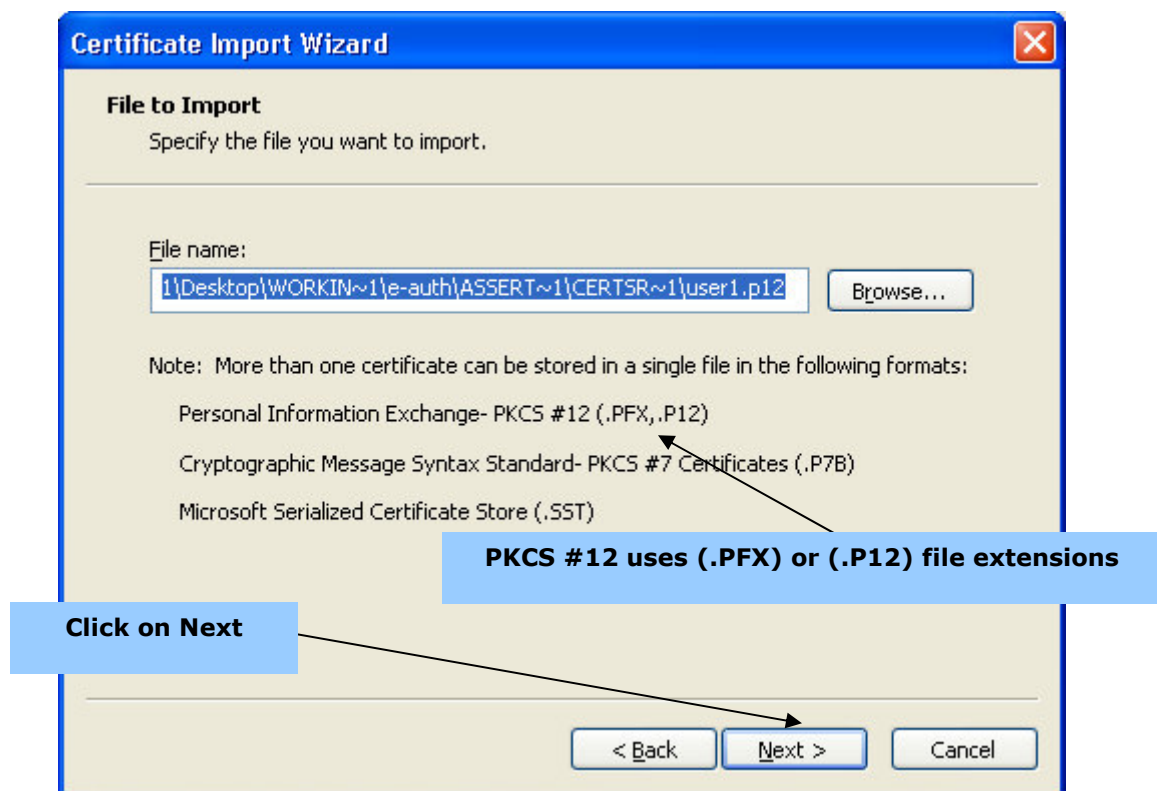 Certificate Import Wizard
File to Import
Specify the file you want to import.
File name:
1\Desktop\WORKIN~1\e-auth\ASSERT~1\CERTSR~1\user1.p12
Browse...
Note: More than one certificate can be stored in a single file in the following formats:
Personal Information Exchange- PKCS #12 (.PFX,.P12)
Cryptographic Message Syntax Standard- PKCS #7 Certificates (.P7B)
Microsoft Serialized Certificate Store (.SST)
PKCS #12 uses (.PFX) or (.P12) file extensions
Click on Next
< Back
Next >
Cancel